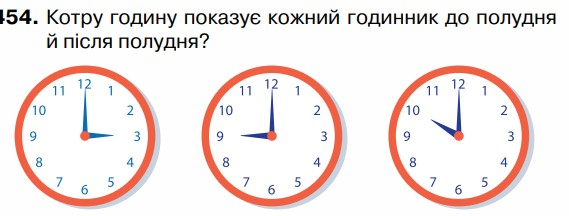 454. Котру годину показує кожний годинник до полудня
й після полудня?
12 1 2 3 4 5 6 7 8 9 10 11
12 1 2 3 4 5 6 7 8 9 10 11
12 1 2 3 4 5 6 7 8 9 10 11